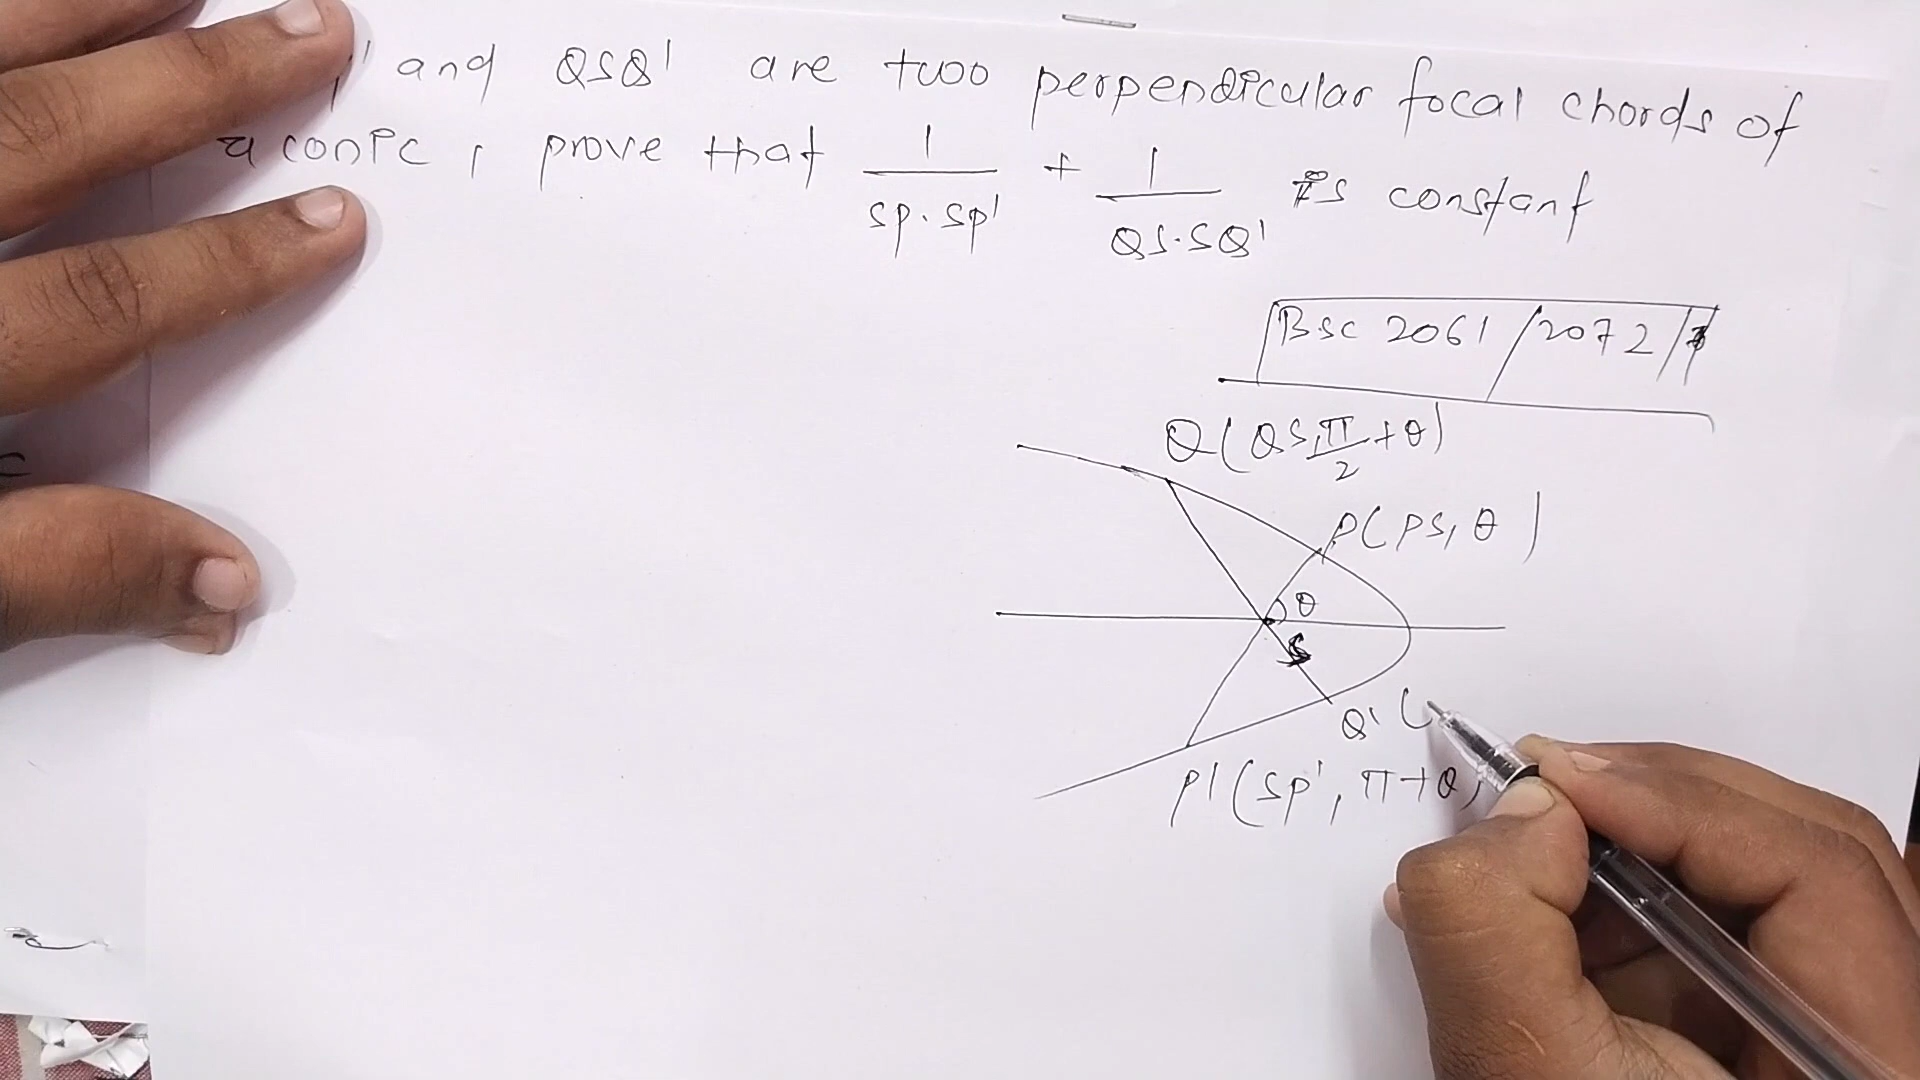 and QSQ' are two perpendicular focal chords of
a conic, prove that 1/SP.SP' + 1/QS.SQ' is constant
BSC 2061/2072/
Q(QS, π/2+θ)
P(PS, θ)
θ
S
Q' (
P'(SP', π+θ)